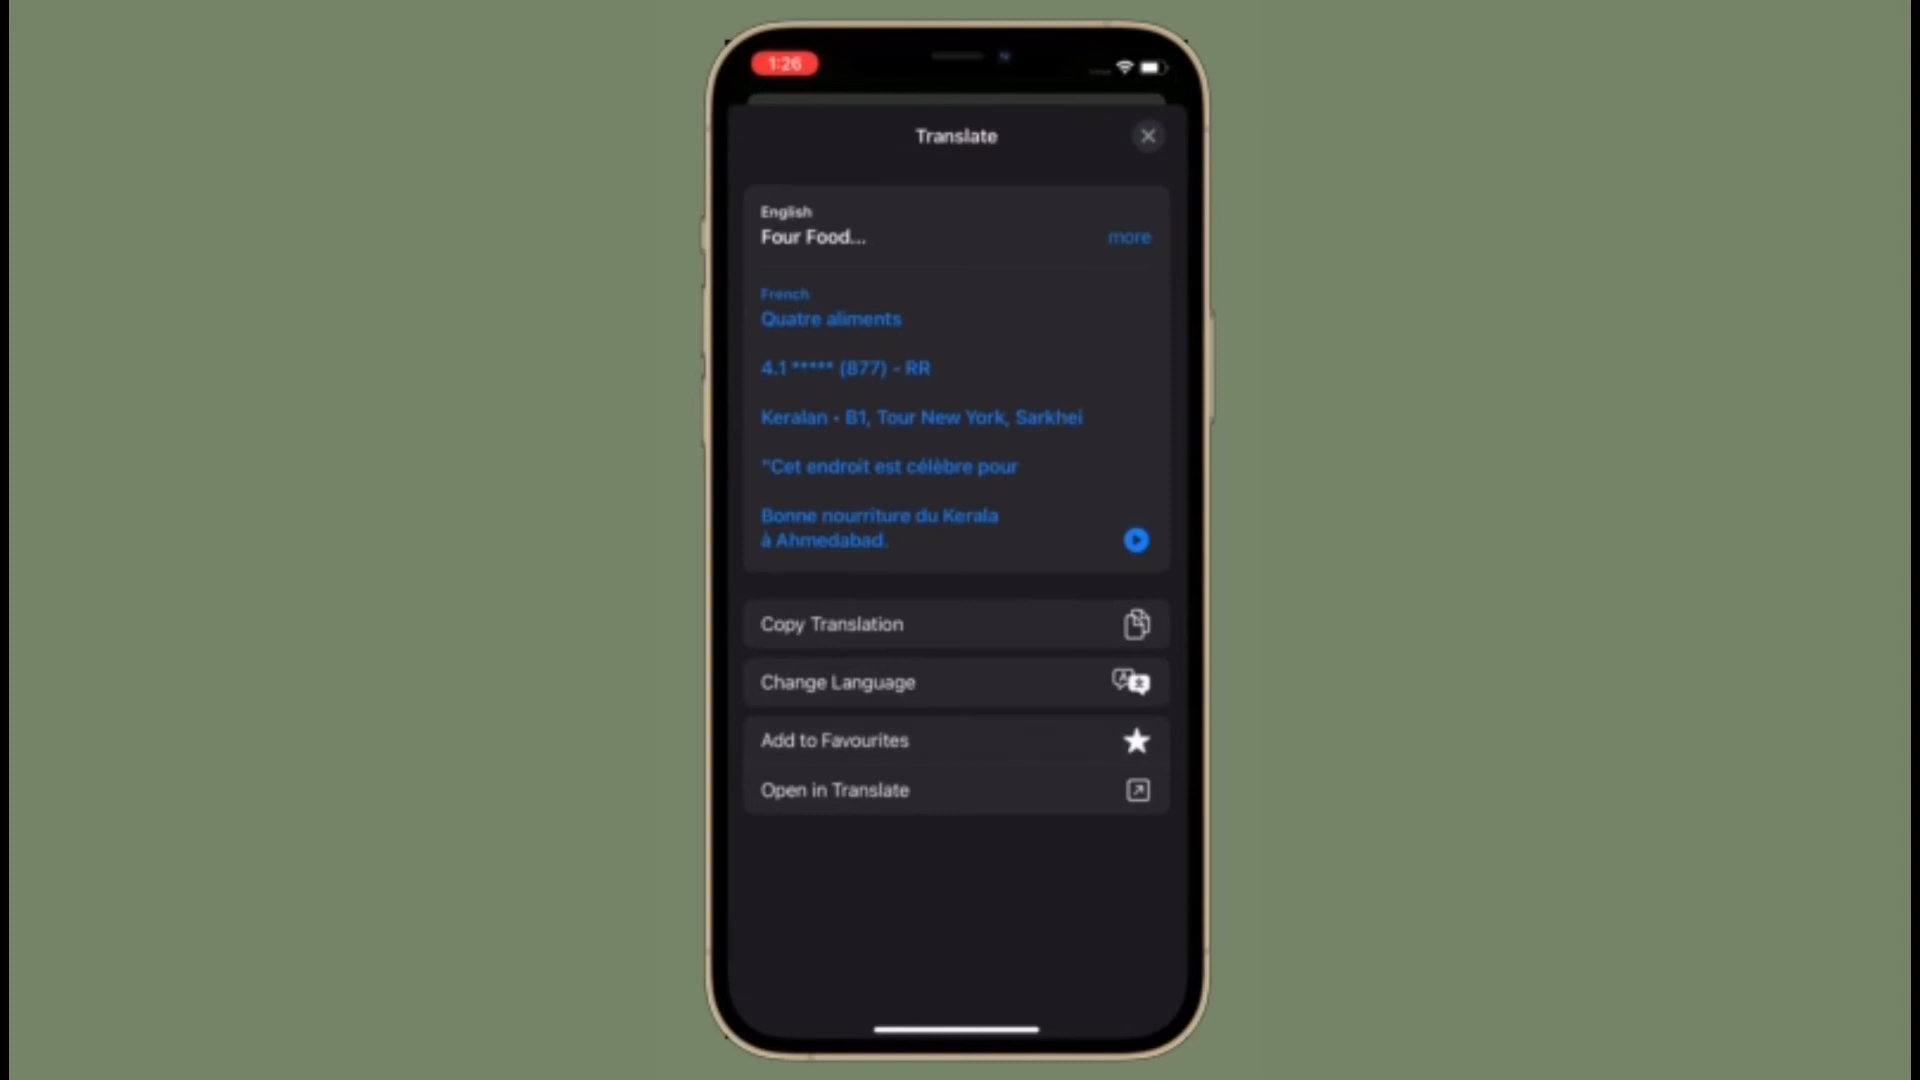 1:26
Translate
English
Four Food...
more
French
Quatre aliments
4.1 ***** (877) - RR
Keralan • B1, Tour New York, Sarkhei
"Cet endroit est célèbre pour
Bonne nourriture du Kerala
à Ahmedabad.
Copy Translation
Change Language
Add to Favourites
Open in Translate